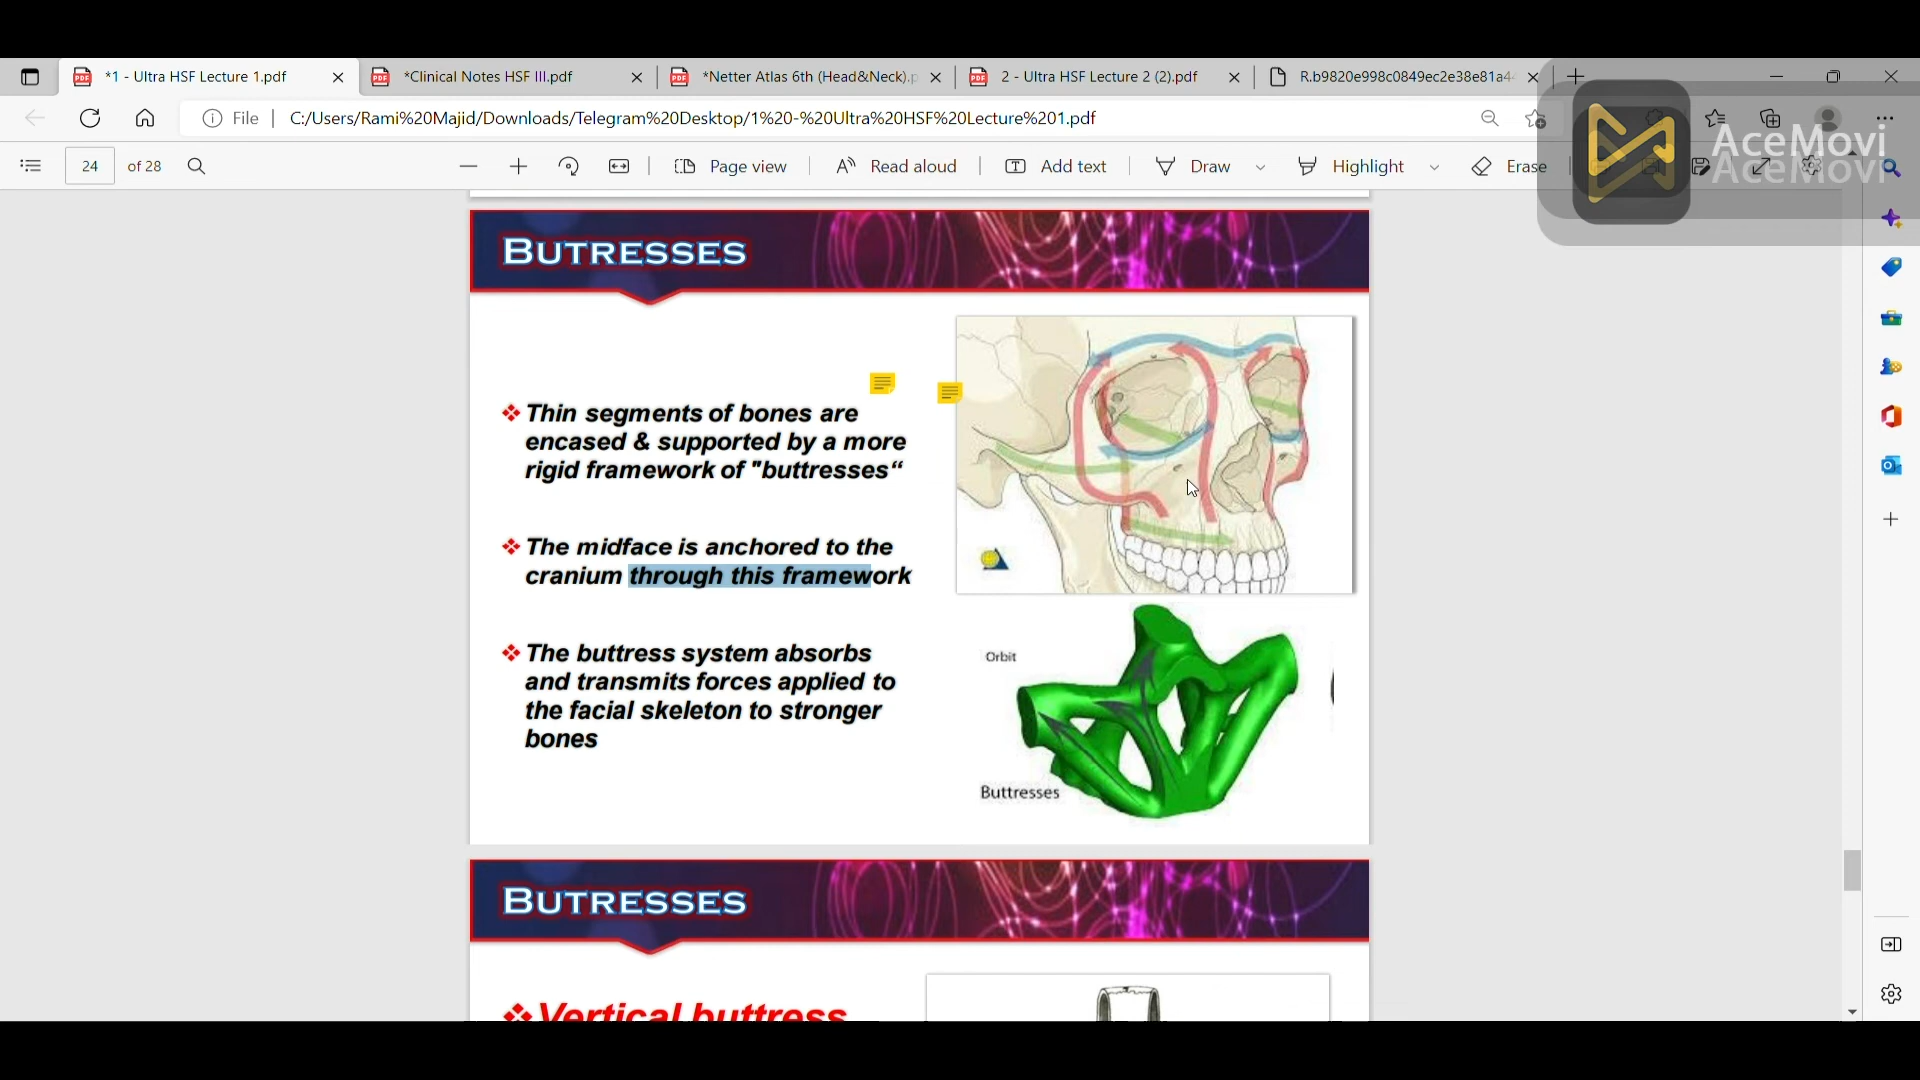 *1 - Ultra HSF Lecture 1.pdf
*Clinical Notes HSF III.pdf
*Netter Atlas 6th (Head&Neck).p
2 - Ultra HSF Lecture 2 (2).pdf
R.b9820e998c0849ec2e38e81a4
File
C:/Users/Rami%20Majid/Downloads/Telegram%20Desktop/1%20-%20Ultra%20HSF%20Lecture%201.pdf
AceMovi
AceMovi
24
of 28
Page view
Read aloud
Add text
Draw
Highlight
Erase
BUTRESSES
Thin segments of bones are
encased & supported by a more
rigid framework of "buttresses“
The midface is anchored to the
cranium through this framework
The buttress system absorbs
and transmits forces applied to
the facial skeleton to stronger
bones
Orbit
Buttresses
BUTRESSES
Vertical buttress